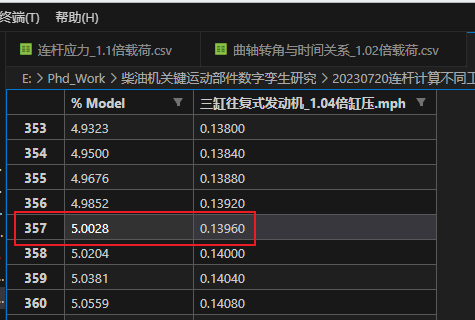 终端(T) 帮助(H)
连杆应力_1.1倍载荷.csv 曲轴转角与时间关系_1.02倍载荷.csv
E: > Phd_Work > 柴油机关键运动部件数字孪生研究 > 20230720连杆计算不同工
% Model 三缸往复式发动机_1.04倍缸压.mph
353 4.9323 0.13800
354 4.9500 0.13840
355 4.9676 0.13880
356 4.9852 0.13920
357 5.0028 0.13960
358 5.0204 0.14000
359 5.0381 0.14040
360 5.0559 0.14080